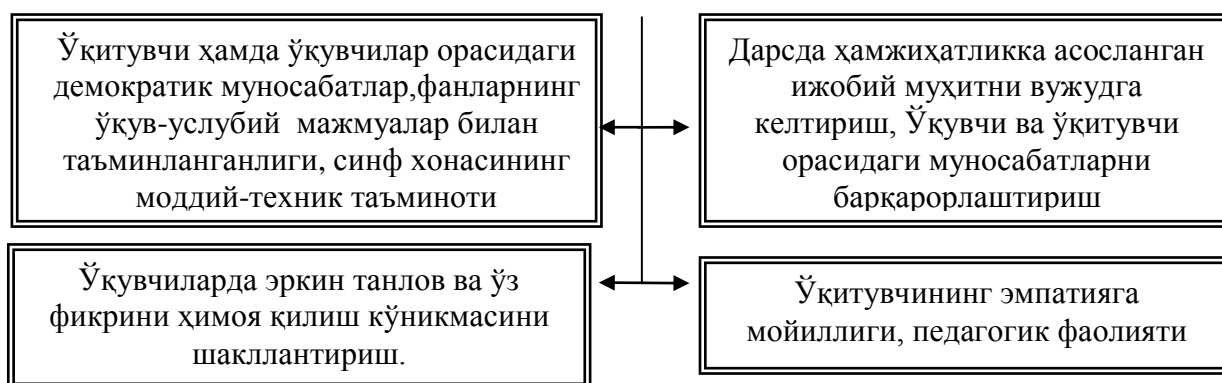 Ўқитувчи ҳамда ўқувчилар орасидаги
демократик муносабатлар,фанларнинг
ўқув-услубий мажмуалар билан
таъминланганлиги, синф хонасининг
моддий-техник таъминоти
Дарсда ҳамжиҳатликка асосланган
ижобий муҳитни вужудга
келтириш, Ўқувчи ва ўқитувчи
орасидаги муносабатларни
барқарорлаштириш
Ўқувчиларда эркин танлов ва ўз
фикрини ҳимоя қилиш кўникмасини
шакллантириш.
Ўқитувчининг эмпатияга
мойиллиги, педагогик фаолияти